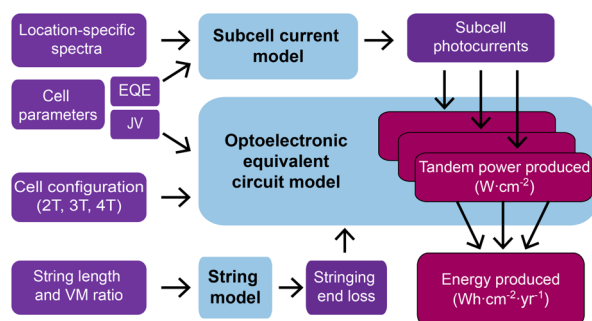 Location-specific
spectra
Subcell current
model
Subcell
photocurrents
Cell
parameters
EQE
JV
Optoelectronic
equivalent
circuit model
Tandem power produced
(W·cm⁻²)
Cell configuration
(2T, 3T, 4T)
String length
and VM ratio
String
model
Stringing
end loss
Energy produced
(Wh·cm⁻²·yr⁻¹)